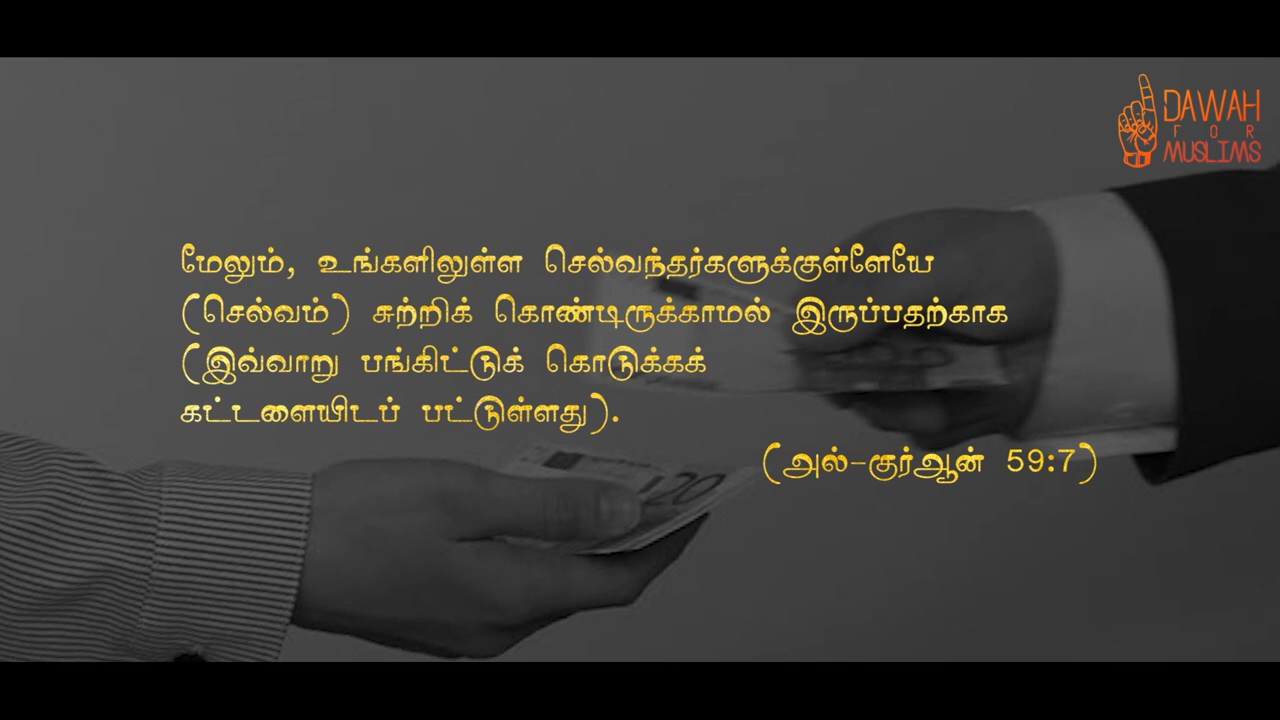 DAWAH
FOR
MUSLIMS
மேலும், உங்களிலுள்ள செல்வந்தர்களுக்குள்ளேயே
(செல்வம்) சுற்றிக் கொண்டிருக்காமல் இருப்பதற்காக
(இவ்வாறு பங்கிட்டுக் கொடுக்கக்
கட்டளையிடப் பட்டுள்ளது).
(அல்-குர்ஆன் 59:7)
20